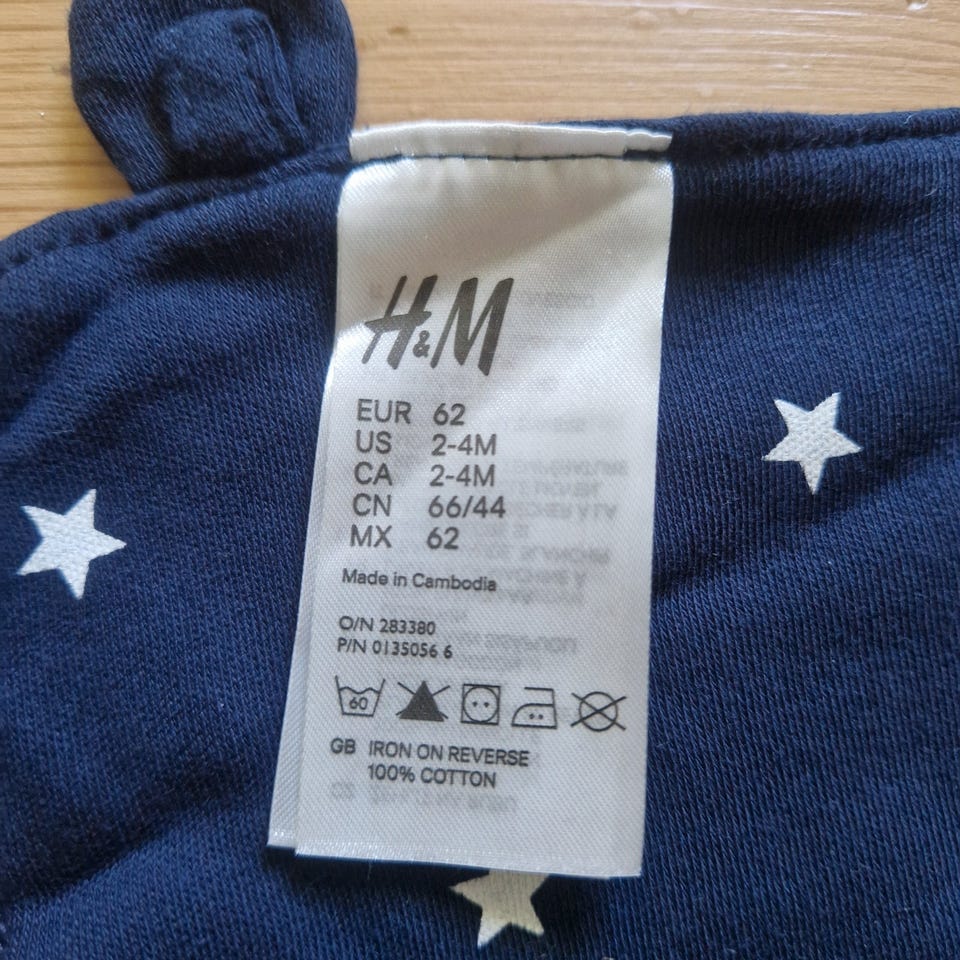 H&M
EUR 62
US 2-4M
CA 2-4M
CN 66/44
MX 62
Made in Cambodia
O/N 283380
P/N 0135056 6
60
GB IRON ON REVERSE
100% COTTON